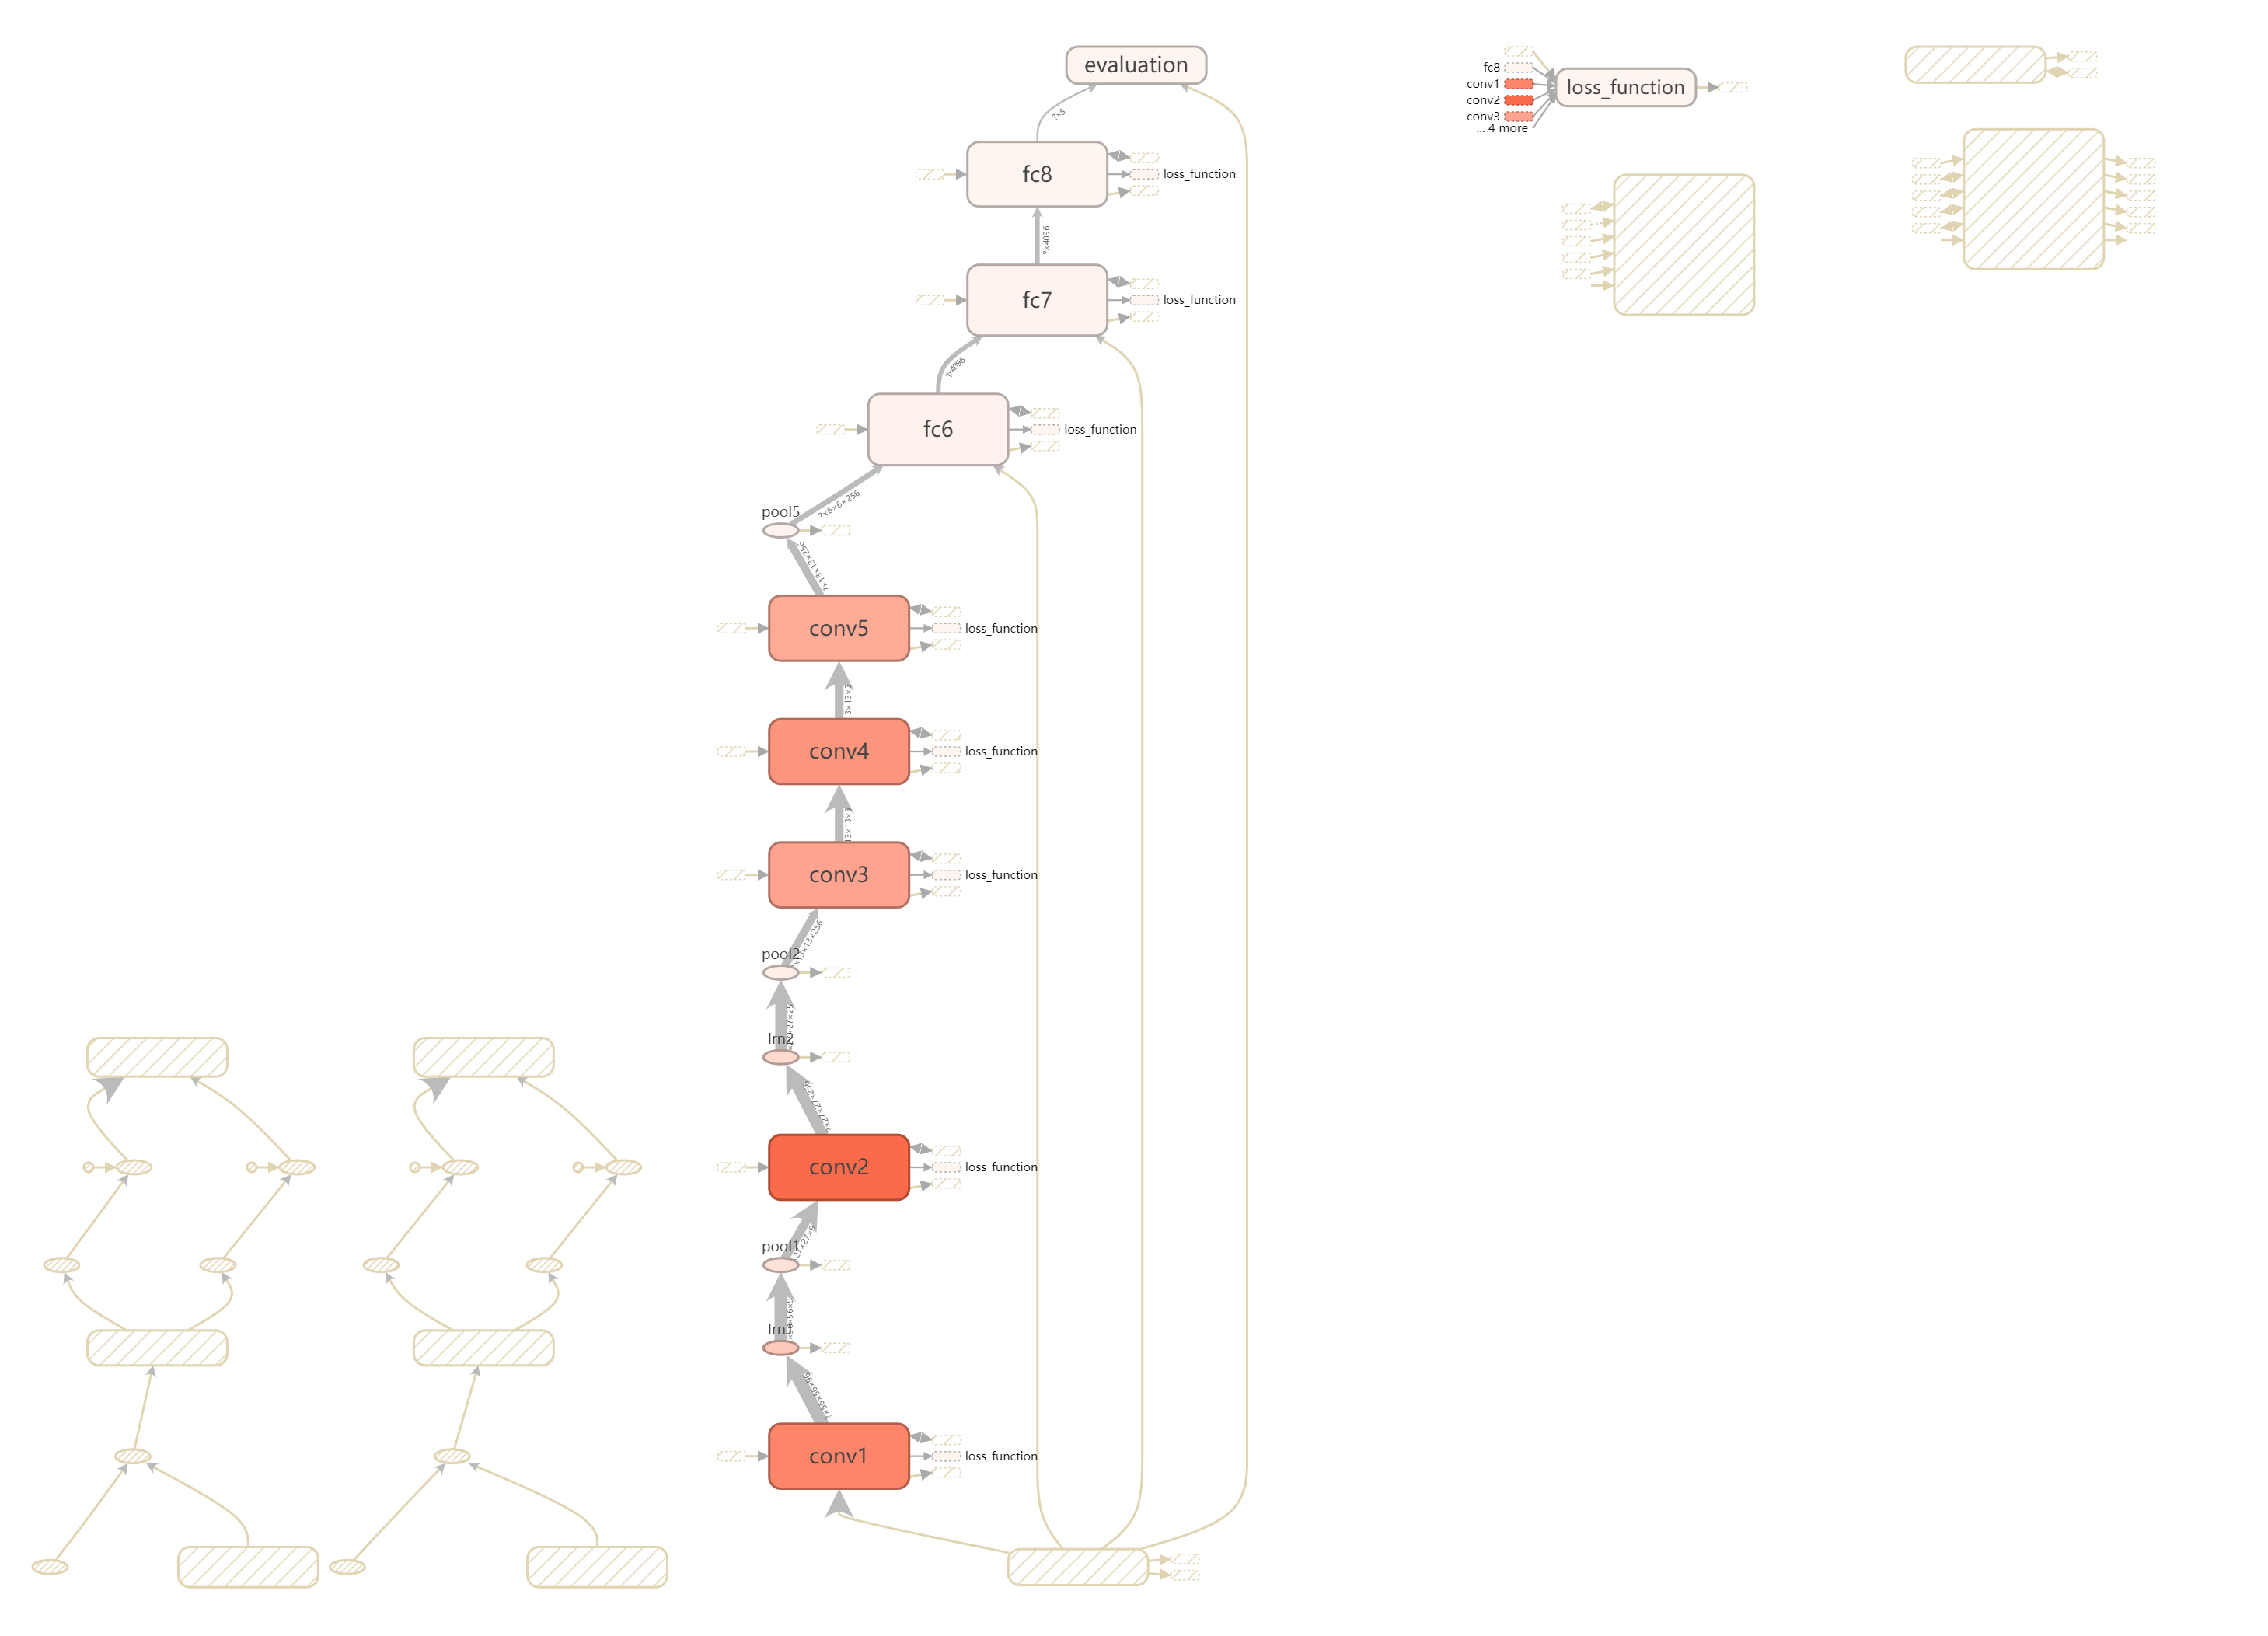 evaluation
?×5
fc8
loss_function
?×4096
fc7
loss_function
?×4096
fc6
loss_function
?×6×6×256
pool5
?×13×13×256
conv5
loss_function
13×13×3
conv4
loss_function
13×13×3
conv3
loss_function
×13×13×256
pool2
×27×25
lrn2
?×27×27×256
conv2
loss_function
27×27×9
pool1
×56×9
lrn1
?×56×56×96
conv1
loss_function
fc8
conv1
conv2
conv3
... 4 more
loss_function